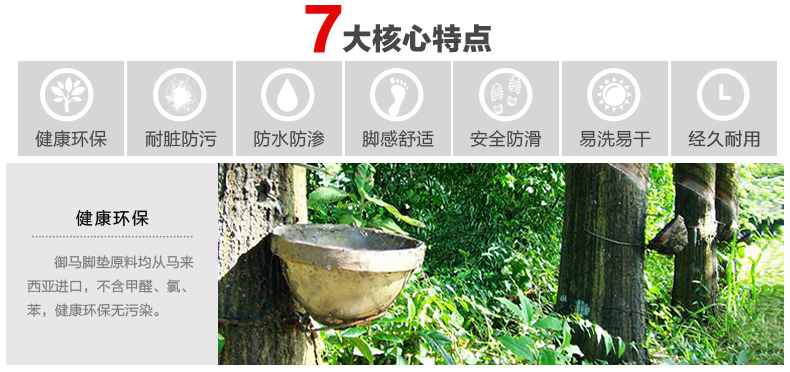 7大核心特点
健康环保 耐脏防污 防水防渗 脚感舒适 安全防滑 易洗易干 经久耐用
健康环保
御马脚垫原料均从马来
西亚进口，不含甲醛、氯、
苯，健康环保无污染。